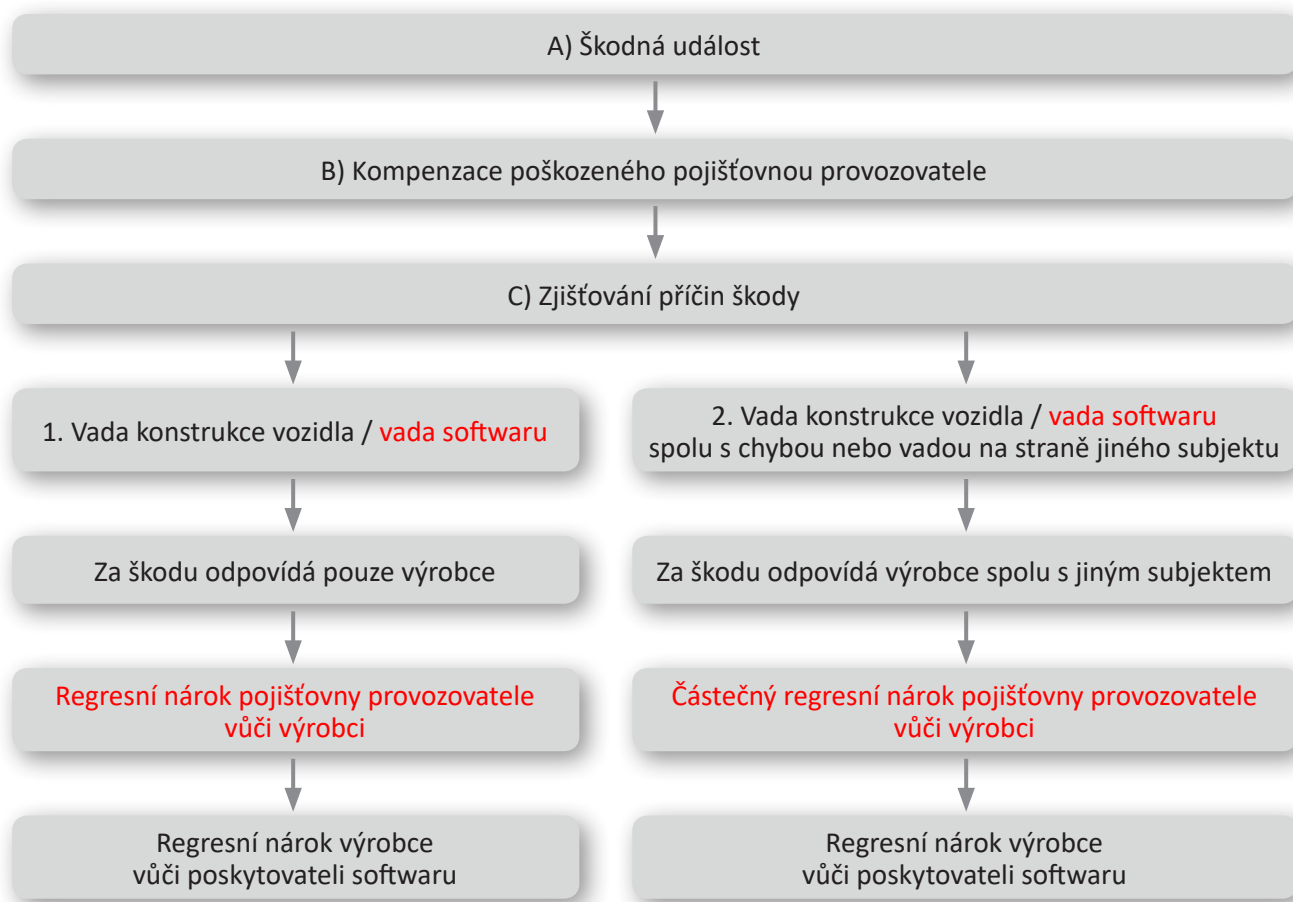 A) Škodná událost
B) Kompenzace poškozeného pojišťovnou provozovatele
C) Zjišťování příčin škody
1. Vada konstrukce vozidla / vada softwaru
2. Vada konstrukce vozidla / vada softwaru
spolu s chybou nebo vadou na straně jiného subjektu
Za škodu odpovídá pouze výrobce
Za škodu odpovídá výrobce spolu s jiným subjektem
Regresní nárok pojišťovny provozovatele
vůči výrobci
Částečný regresní nárok pojišťovny provozovatele
vůči výrobci
Regresní nárok výrobce
vůči poskytovateli softwaru
Regresní nárok výrobce
vůči poskytovateli softwaru